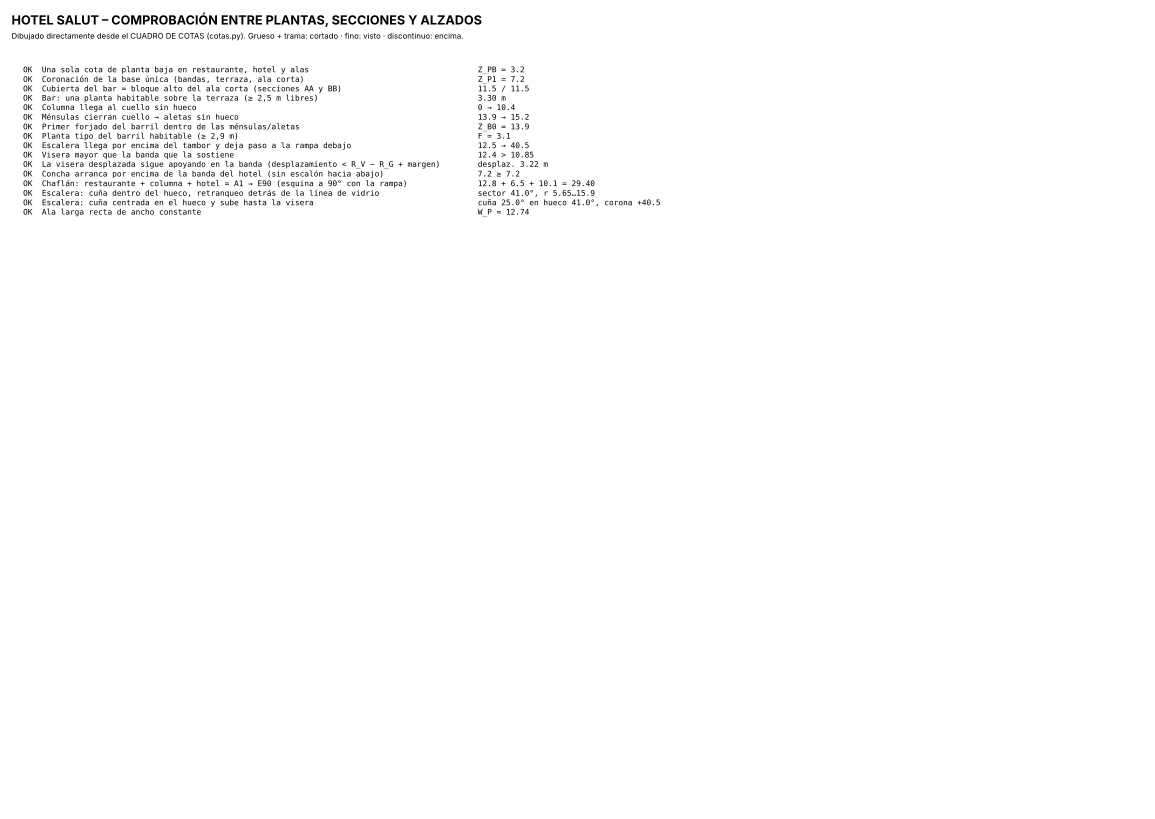 HOTEL SALUT – COMPROBACIÓN ENTRE PLANTAS, SECCIONES Y ALZADOS
Dibujado directamente desde el CUADRO DE COTAS (cotas.py). Grueso + trama: cortado · fino: visto · discontinuo: encima.
OK Una sola cota de planta baja en restaurante, hotel y alas Z_PB = 3.2
OK Coronación de la base única (bandas, terraza, ala corta) Z_P1 = 7.2
OK Cubierta del bar = bloque alto del ala corta (secciones AA y BB) 11.5 / 11.5
OK Bar: una planta habitable sobre la terraza (≥ 2,5 m libres) 3.30 m
OK Columna llega al cuello sin hueco 0 → 10.4
OK Ménsulas cierran cuello → aletas sin hueco 13.9 → 15.2
OK Primer forjado del barril dentro de las ménsulas/aletas Z_B0 = 13.9
OK Planta tipo del barril habitable (≥ 2,9 m) F = 3.1
OK Escalera llega por encima del tambor y deja paso a la rampa debajo 12.5 → 40.5
OK Visera mayor que la banda que la sostiene 12.4 > 10.85
OK La visera desplazada sigue apoyando en la banda (desplazamiento < R_V − R_G + margen) desplaz. 3.22 m
OK Concha arranca por encima de la banda del hotel (sin escalón hacia abajo) 7.2 ≥ 7.2
OK Chaflán: restaurante + columna + hotel = A1 → E90 (esquina a 90° con la rampa) 12.8 + 6.5 + 10.1 = 29.40
OK Escalera: cuña dentro del hueco, retranqueo detrás de la línea de vidrio sector 41.0°, r 5.65…15.9
OK Escalera: cuña centrada en el hueco y sube hasta la visera cuña 25.0° en hueco 41.0°, corona +40.5
OK Ala larga recta de ancho constante W_P = 12.74